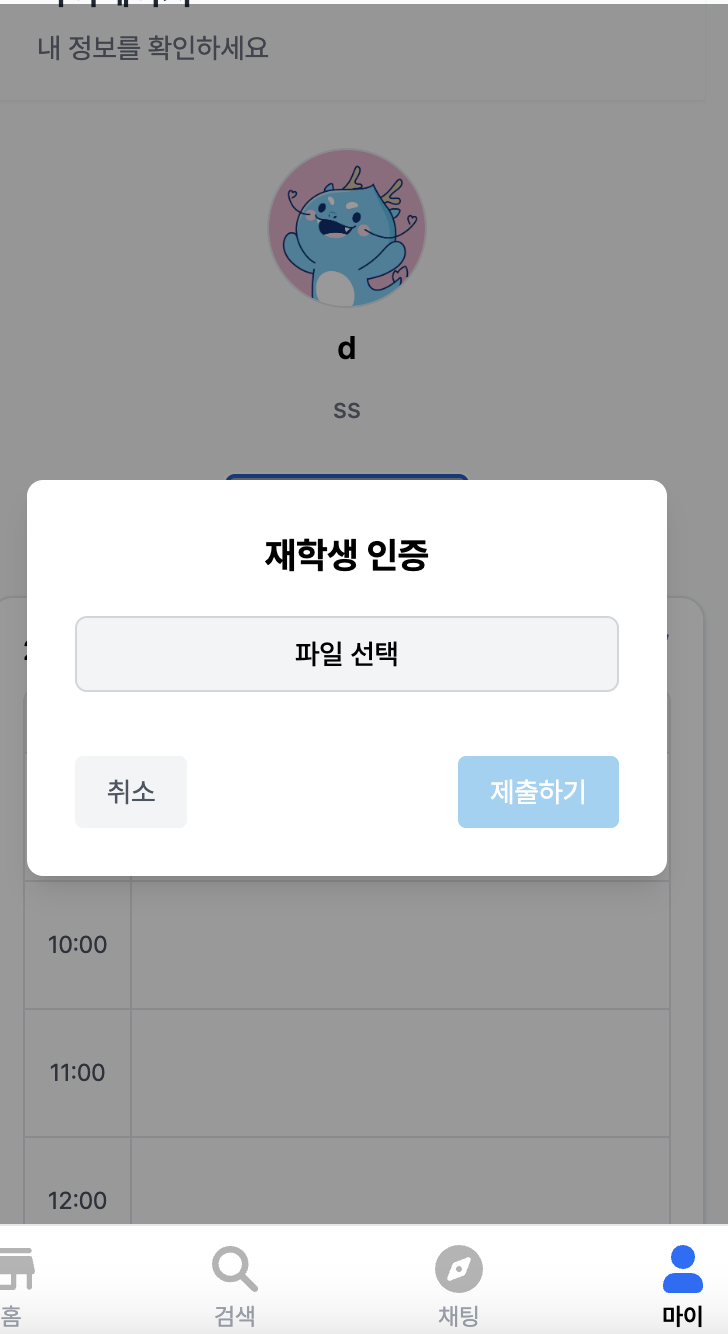 내 정보를 확인하세요
d
ss
재학생 인증
파일 선택
취소
제출하기
10:00
11:00
12:00
홈
검색
채팅
마이